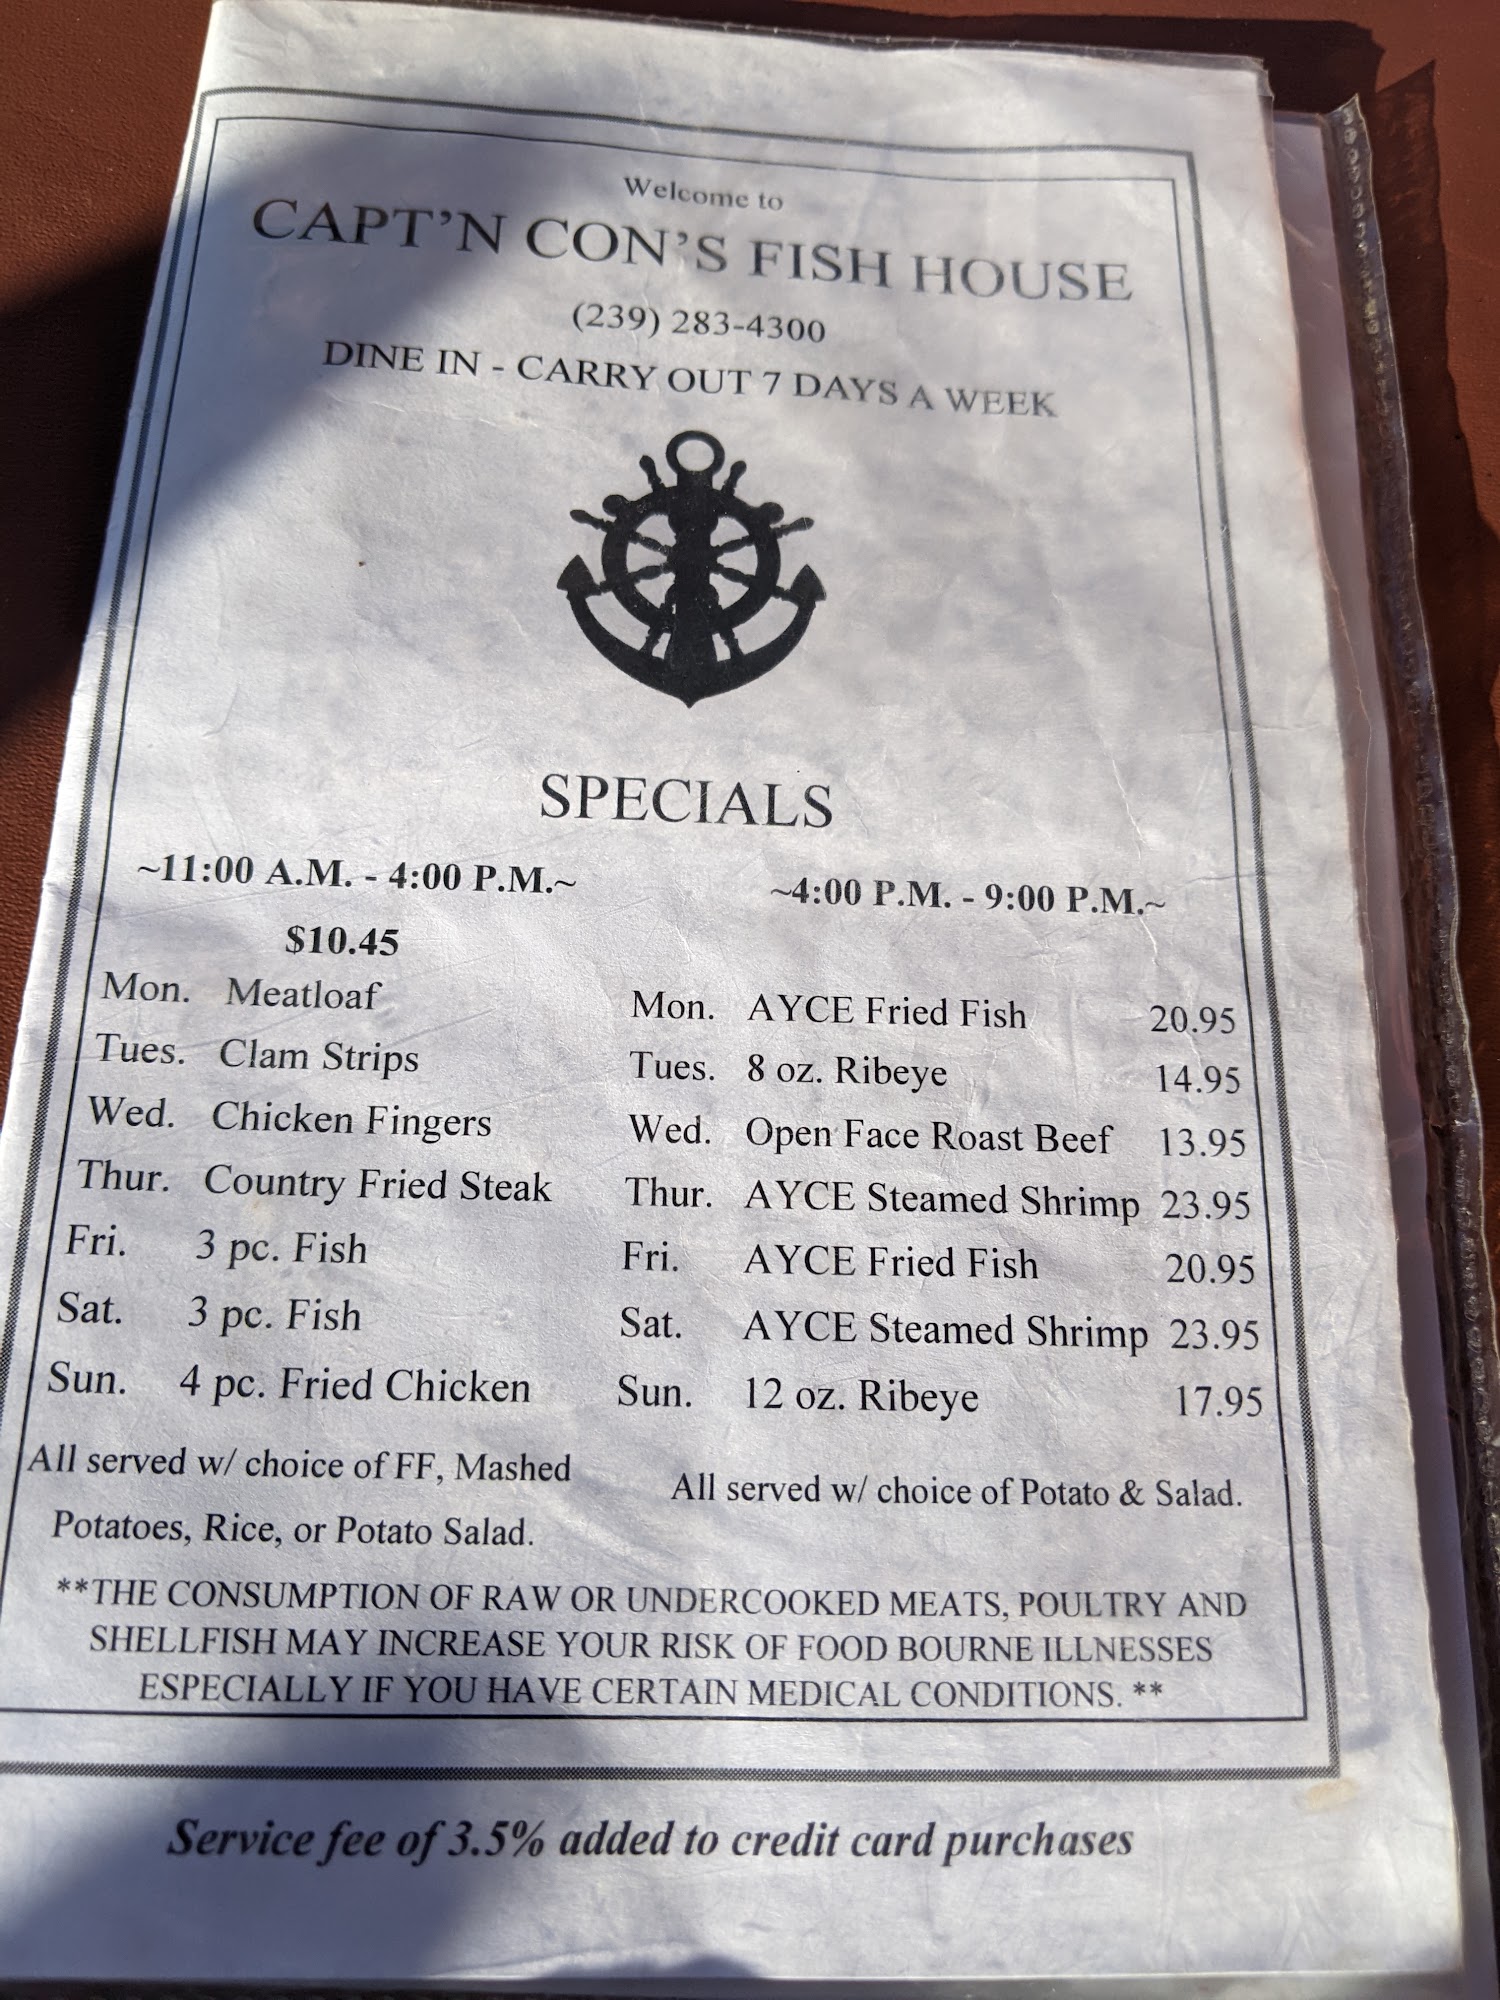 Welcome to
CAPT'N CON'S FISH HOUSE
(239) 283-4300
DINE IN - CARRY OUT 7 DAYS A WEEK
SPECIALS
~11:00 A.M. - 4:00 P.M.~
$10.45
Mon. Meatloaf
Tues. Clam Strips
Wed. Chicken Fingers
Thur. Country Fried Steak
Fri. 3 pc. Fish
Sat. 3 pc. Fish
Sun. 4 pc. Fried Chicken
All served w/ choice of FF, Mashed
Potatoes, Rice, or Potato Salad.
~4:00 P.M. - 9:00 P.M.~
Mon. AYCE Fried Fish 20.95
Tues. 8 oz. Ribeye 14.95
Wed. Open Face Roast Beef 13.95
Thur. AYCE Steamed Shrimp 23.95
Fri. AYCE Fried Fish 20.95
Sat. AYCE Steamed Shrimp 23.95
Sun. 12 oz. Ribeye 17.95
All served w/ choice of Potato & Salad.
**THE CONSUMPTION OF RAW OR UNDERCOOKED MEATS, POULTRY AND
SHELLFISH MAY INCREASE YOUR RISK OF FOOD BOURNE ILLNESSES
ESPECIALLY IF YOU HAVE CERTAIN MEDICAL CONDITIONS. **
Service fee of 3.5% added to credit card purchases